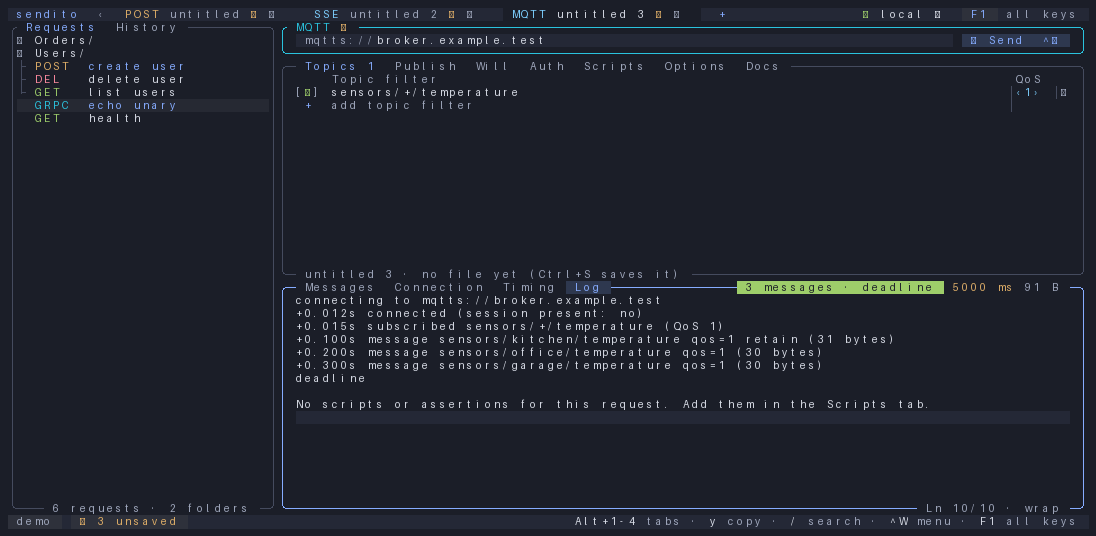 sendito ‹ POST untitled SSE untitled 2 MQTT untitled 3 + local F1 all keys
Requests History
Orders/
Users/
POST create user
DEL delete user
GET list users
GRPC echo unary
GET health
6 requests · 2 folders
MQTT
mqtts://broker.example.test Send ^
Topics 1 Publish Will Auth Scripts Options Docs
Topic filter QoS
[ ] sensors/+/temperature ‹1›
+ add topic filter
untitled 3 · no file yet (Ctrl+S saves it)
Messages Connection Timing Log 3 messages · deadline 5000 ms 91 B
connecting to mqtts://broker.example.test
+0.012s connected (session present: no)
+0.015s subscribed sensors/+/temperature (QoS 1)
+0.100s message sensors/kitchen/temperature qos=1 retain (31 bytes)
+0.200s message sensors/office/temperature qos=1 (30 bytes)
+0.300s message sensors/garage/temperature qos=1 (30 bytes)
deadline
No scripts or assertions for this request. Add them in the Scripts tab.
Ln 10/10 · wrap
demo 3 unsaved Alt+1-4 tabs · y copy · / search · ^W menu · F1 all keys